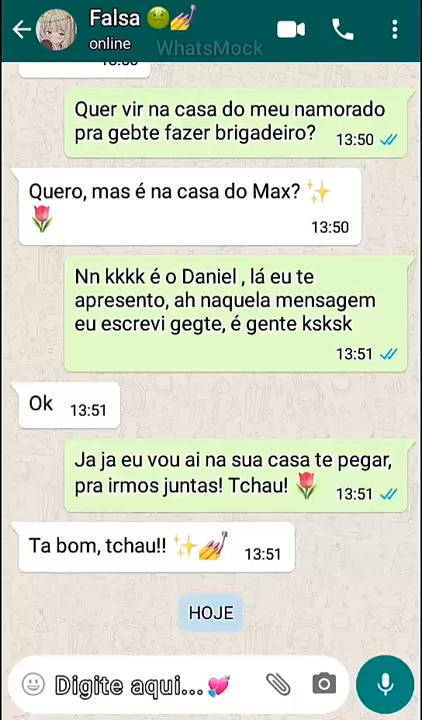 Falsa 🤢💅
online
WhatsMock
Quer vir na casa do meu namorado
pra gebte fazer brigadeiro? 13:50
Quero, mas é na casa do Max? ✨
🌷
13:50
Nn kkkk é o Daniel , lá eu te
apresento, ah naquela mensagem
eu escrevi gegte, é gente ksksk
13:51
Ok 13:51
Ja ja eu vou ai na sua casa te pegar,
pra irmos juntas! Tchau! 🌷 13:51
Ta bom, tchau!! ✨💅 13:51
HOJE
Digite aqui...💘